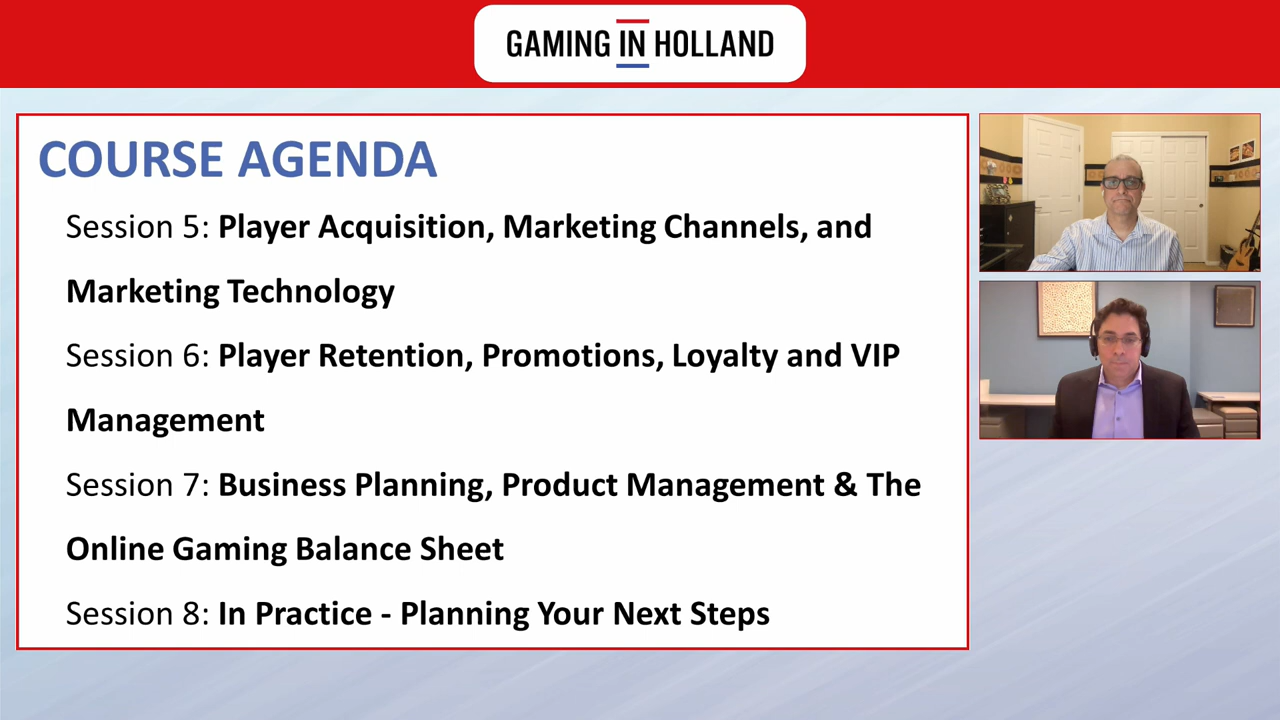 GAMING IN HOLLAND
COURSE AGENDA
Session 5: Player Acquisition, Marketing Channels, and
Marketing Technology
Session 6: Player Retention, Promotions, Loyalty and VIP
Management
Session 7: Business Planning, Product Management & The
Online Gaming Balance Sheet
Session 8: In Practice - Planning Your Next Steps